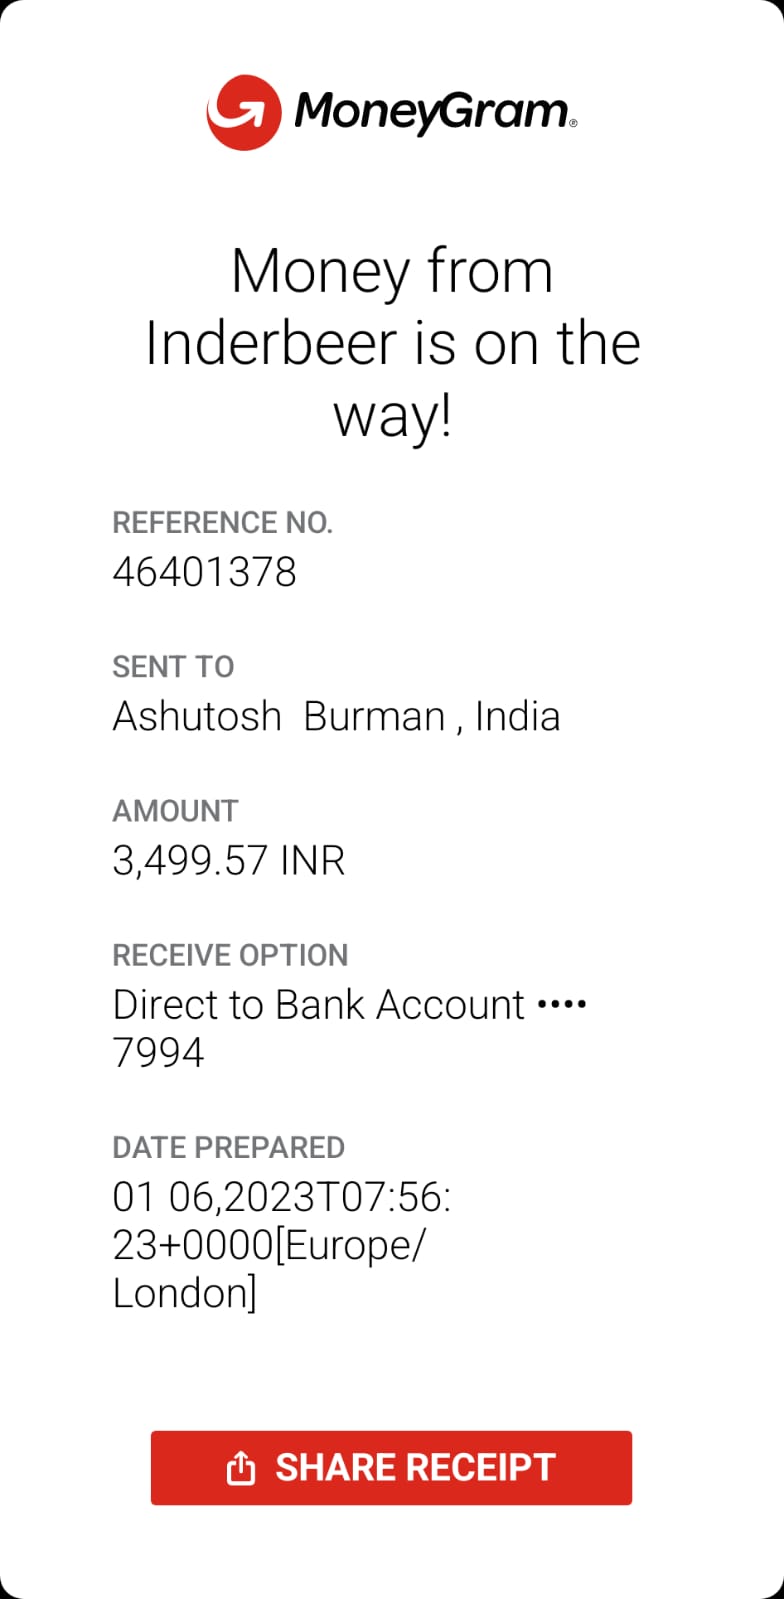 MoneyGram®
Money from
Inderbeer is on the
way!
REFERENCE NO.
46401378
SENT TO
Ashutosh  Burman , India
AMOUNT
3,499.57 INR
RECEIVE OPTION
Direct to Bank Account ••••
7994
DATE PREPARED
01 06,2023T07:56:
23+0000[Europe/
London]
SHARE RECEIPT